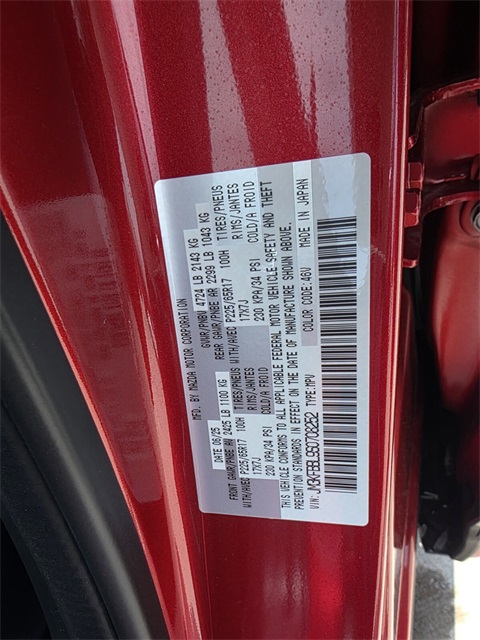 MFD. BY MAZDA MOTOR CORPORATION
DATE 06/25 GVWR/PNBV 4724 LB 2143 KG
FRONT GAWR/PNBE AV 2425 LB 1100 KG REAR GAWR/PNBE AR 2299 LB 1043 KG
WITH/AVEC P225/65R17 100H TIRES/PNEUS WITH/AVEC P225/65R17 100H TIRES/PNEUS
17X7J RIMS/JANTES 17X7J RIMS/JANTES
230 KPA/34 PSI COLD/A FROID 230 KPA/34 PSI COLD/A FROID
THIS VEHICLE CONFORMS TO ALL APPLICABLE FEDERAL MOTOR VEHICLE SAFETY AND THEFT
PREVENTION STANDARDS IN EFFECT ON THE DATE OF MANUFACTURE SHOWN ABOVE.
VIN: TYPE:MPV COLOR CODE:46V MADE IN JAPAN